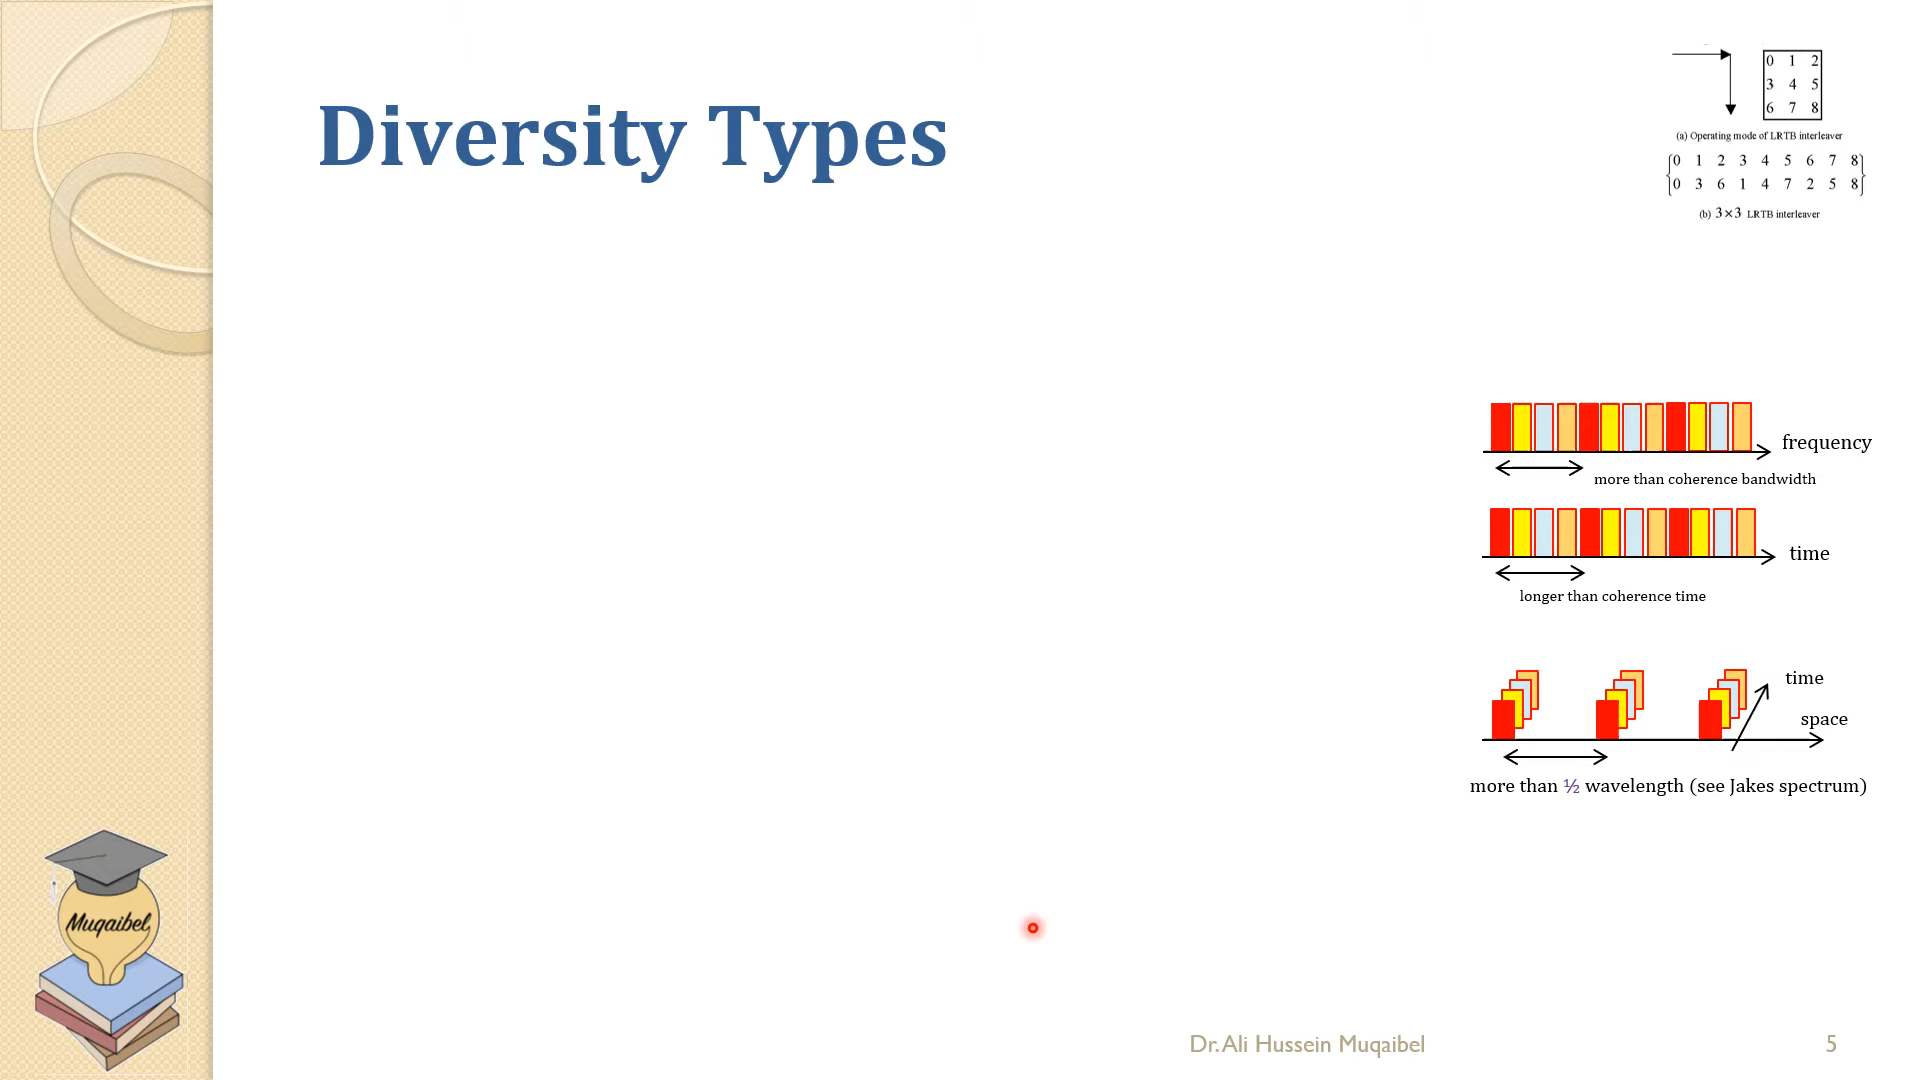 Diversity Types
0 1 2
3 4 5
6 7 8
(a) Operating mode of LRTB interleaver
0 1 2 3 4 5 6 7 8
0 3 6 1 4 7 2 5 8
(b) 3×3 LRTB interleaver
frequency
more than coherence bandwidth
time
longer than coherence time
time
space
more than ½ wavelength (see Jakes spectrum)
Muqaibel
Dr. Ali Hussein Muqaibel
5